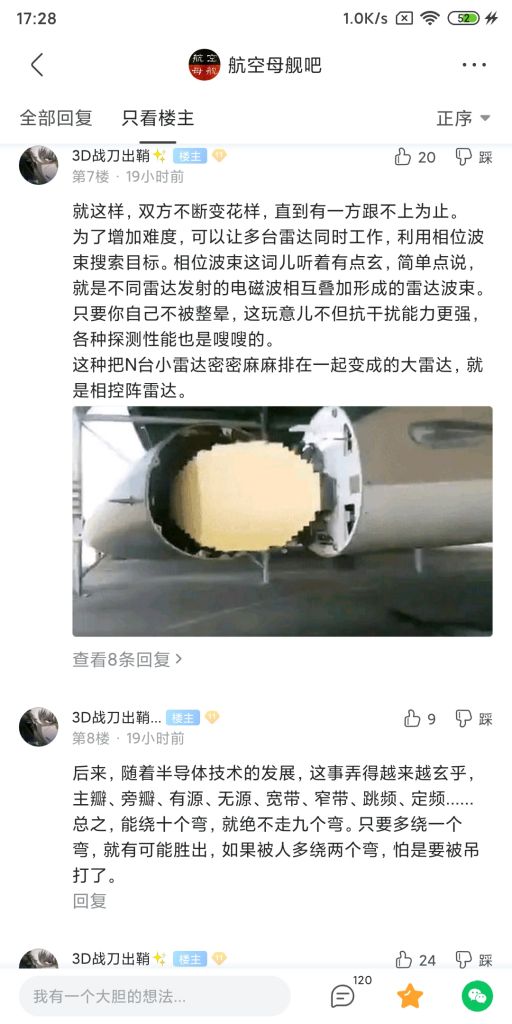 17:28
1.0K/s
52
航空
母舰
航空母舰吧
全部回复
只看楼主
正序
3D战刀出鞘
楼主
11
20
踩
第7楼 · 19小时前
就这样，双方不断变花样，直到有一方跟不上为止。
为了增加难度，可以让多台雷达同时工作，利用相位波
束搜索目标。相位波束这词儿听着有点玄，简单点说，
就是不同雷达发射的电磁波相互叠加形成的雷达波束。
只要你自己不被整晕，这玩意儿不但抗干扰能力更强，
各种探测性能也是嗖嗖的。
这种把N台小雷达密密麻麻排在一起变成的大雷达，就
是相控阵雷达。
查看8条回复
3D战刀出鞘...
楼主
11
9
踩
第8楼 · 19小时前
后来，随着半导体技术的发展，这事弄得越来越玄乎，
主瓣、旁瓣、有源、无源、宽带、窄带、跳频、定频......
总之，能绕十个弯，就绝不走九个弯。只要多绕一个
弯，就有可能胜出，如果被人多绕两个弯，怕是要被吊
打了。
回复
3D战刀出鞘
楼主
24
踩
我有一个大胆的想法...
120